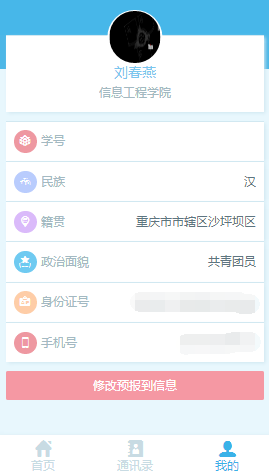 刘春燕
信息工程学院
学号
民族 汉
籍贯 重庆市市辖区沙坪坝区
政治面貌 共青团员
身份证号
手机号
修改预报到信息
首页 通讯录 我的